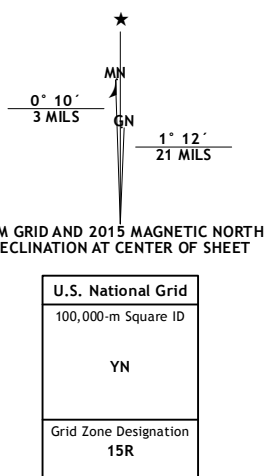 ★
MN
0° 10´
3 MILS
GN
1° 12´
21 MILS
M GRID AND 2015 MAGNETIC NORTH
ECLINATION AT CENTER OF SHEET
U.S. National Grid
100,000-m Square ID
YN
Grid Zone Designation
15R